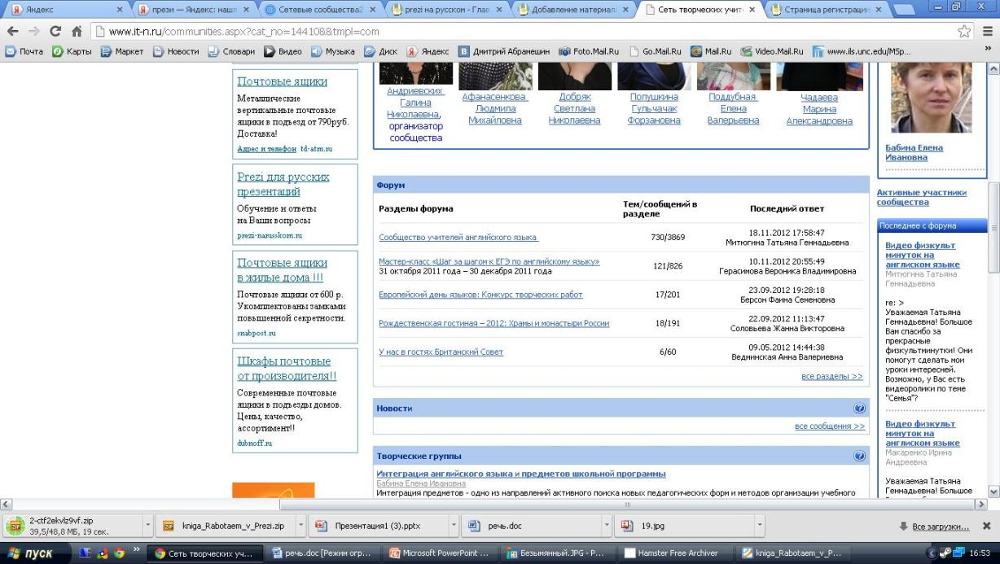 Яндекс
прези — Яндекс: нашл
Сетевые сообщества2
prezi на русском - Глав
Добавление материал
Сеть творческих учит
Страница регистрации
www.it-n.ru/communities.aspx?cat_no=14410&&tmpl=com
Почта Карты Маркет Новости Словари Видео Музыка Диск Яндекс Дмитрий Абрамешин Foto.Mail.Ru Go.Mail.Ru Mail.Ru Video.Mail.Ru www.ils.unc.edu/MSp... »
Почтовые ящики
Металлические
вертикальные почтовые
ящики в подъезд от 790руб.
Доставка!
Адрес и телефон td-atm.ru
Prezi для русских
презентаций
Обучение и ответы
на Ваши вопросы
prezi-narusskom.ru
Почтовые ящики
в жилые дома !!!
Почтовые ящики от 600 р.
Укомплектованы замками
повышенной секретности.
snabpost.ru
Шкафы почтовые
от производителя!!
Современные почтовые
ящики в подъезды домов.
Цены, качество,
ассортимент!!
dubnoff.ru
Андриевских
Галина
Николаевна,
организатор
сообщества
Афанасенкова
Людмила
Михайловна
Добряк
Светлана
Николаевна
Полушкина
Гульчачак
Форзановна
Поддубная
Елена
Валерьевна
Чадаева
Марина
Александровна
Форум
Разделы форума
Тем/сообщений в
разделе
Последний ответ
Сообщество учителей английского языка
730/3869
18.11.2012 17:58:47
Митюгина Татьяна Геннадьевна
Мастер-класс «Шаг за шагом к ЕГЭ по английскому языку»
31 октября 2011 года – 30 декабря 2011 года
121/826
10.11.2012 20:55:49
Герасимова Вероника Владимировна
Европейский день языков: Конкурс творческих работ
17/201
23.09.2012 19:28:18
Берсон Фаина Семеновна
Рождественская гостиная – 2012: Храмы и монастыри России
18/191
22.09.2012 11:13:47
Соловьева Жанна Викторовна
У нас в гостях Британский Совет
6/60
09.05.2012 14:44:38
Ведминская Анна Валериевна
все разделы >>
Новости
?
все сообщения >>
Творческие группы
?
Интеграция английского языка и предметов школьной программы
Бабина Елена Ивановна
Интеграция предметов - одно из направлений активного поиска новых педагогических форм и методов организации учебного
Бабина Елена
Ивановна
Активные участники
сообщества
Последнее с форума
Видео физкульт
минуток на
англиском языке
Митюгина Татьяна
Геннадьевна
re: >
Уважаемая Татьяна
Геннадьевна! Большое
Вам спасибо за
прекрасные
физкультминутки! Они
помогут сделать мои
уроки интересней.
Возможно, у Вас есть
видеоролики по теме
"Семья"?
Видео физкульт
минуток на
англиском языке
Макаренко Ирина
Андреевна
Уважаемая Татьяна
Геннадьевна! Большое
2-ctf2ekvlz9vf.zip
39,5/48,8 МБ, 19 сек.
kniga_Rabotaem_v_Prezi.zip
Презентация1 (3).pptx
речь.doc
19.jpg
Все загрузки...
пуск
»
Сеть творческих уч...
речь.doc [Режим огр...
Microsoft PowerPoint ...
Безымянный.JPG - Р...
Hamster Free Archiver
kniga_Rabotaem_v_P...
16:53